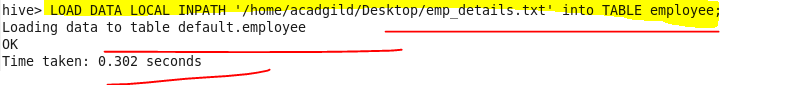 hive> LOAD DATA LOCAL INPATH '/home/acadgild/Desktop/emp_details.txt' into TABLE employee;
Loading data to table default.employee
OK
Time taken: 0.302 seconds